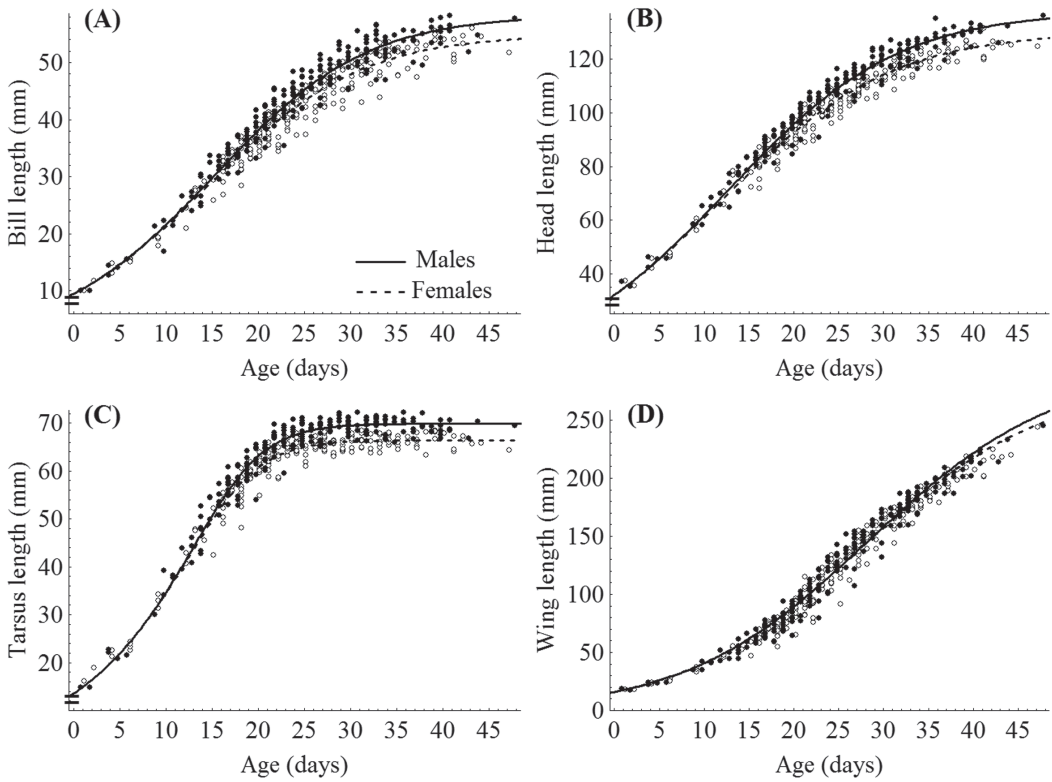 (A)
Bill length (mm)
50
40
30
20
10
0 5 10 15 20 25 30 35 40 45
Age (days)
Males
Females
(B)
Head length (mm)
120
100
80
60
40
0 5 10 15 20 25 30 35 40 45
Age (days)
(C)
Tarsus length (mm)
70
60
50
40
30
20
0 5 10 15 20 25 30 35 40 45
Age (days)
(D)
Wing length (mm)
250
200
150
100
50
0
0 5 10 15 20 25 30 35 40 45
Age (days)